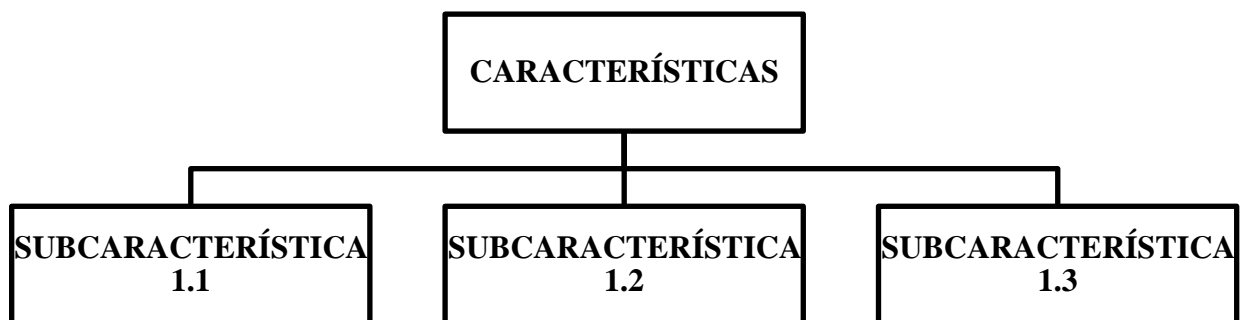 CARACTERÍSTICAS
SUBCARACTERÍSTICA
1.1
SUBCARACTERÍSTICA
1.2
SUBCARACTERÍSTICA
1.3